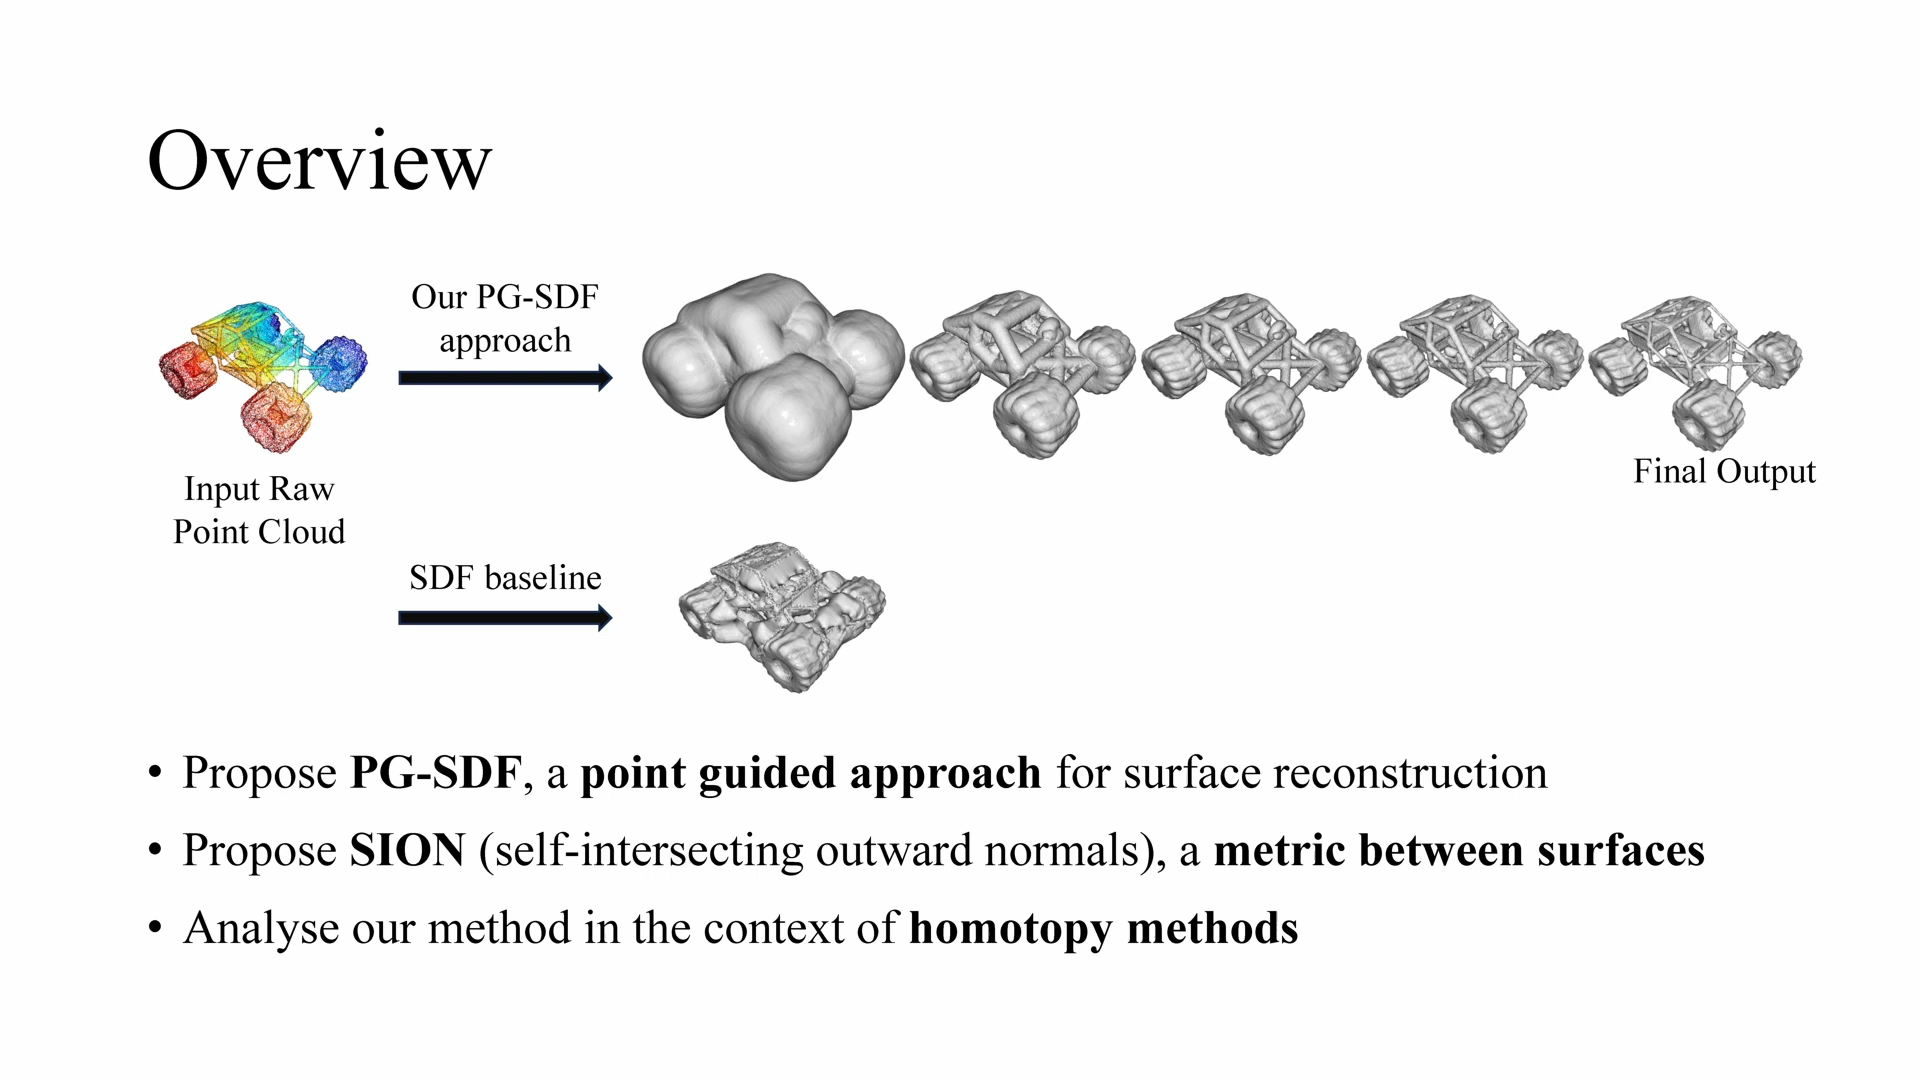 Overview
Our PG-SDF
approach
Input Raw
Point Cloud
Final Output
SDF baseline
• Propose PG-SDF, a point guided approach for surface reconstruction
• Propose SION (self-intersecting outward normals), a metric between surfaces
• Analyse our method in the context of homotopy methods